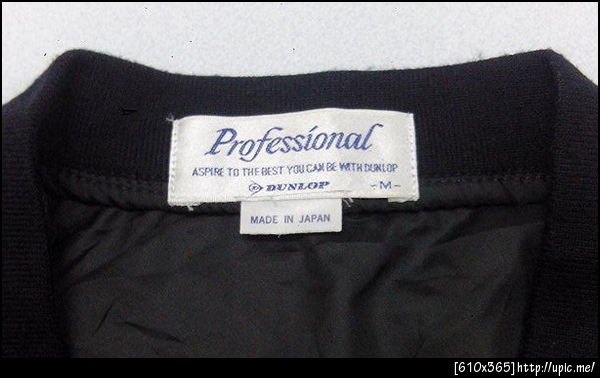 Professional
ASPIRE TO THE BEST YOU CAN BE WITH DUNLOP
DUNLOP -M-
MADE IN JAPAN
[610x365]http://upic.me/